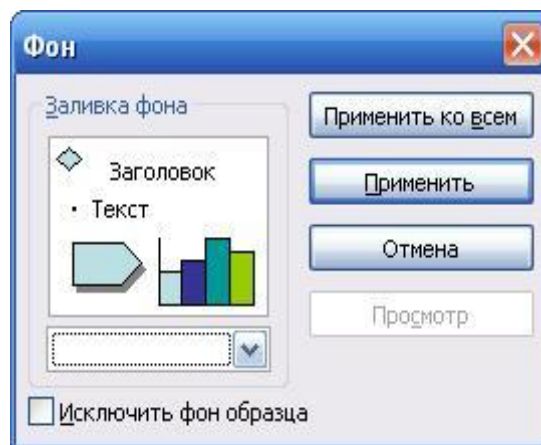 Фон
Заливка фона
Заголовок
• Текст
Исключить фон образца
Применить ко всем
Применить
Отмена
Просмотр